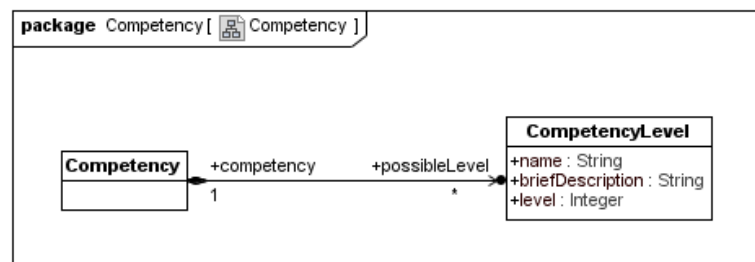 package Competency [ Competency ]
Competency
+competency
+possibleLevel
1
*
CompetencyLevel
+name : String
+briefDescription : String
+level : Integer